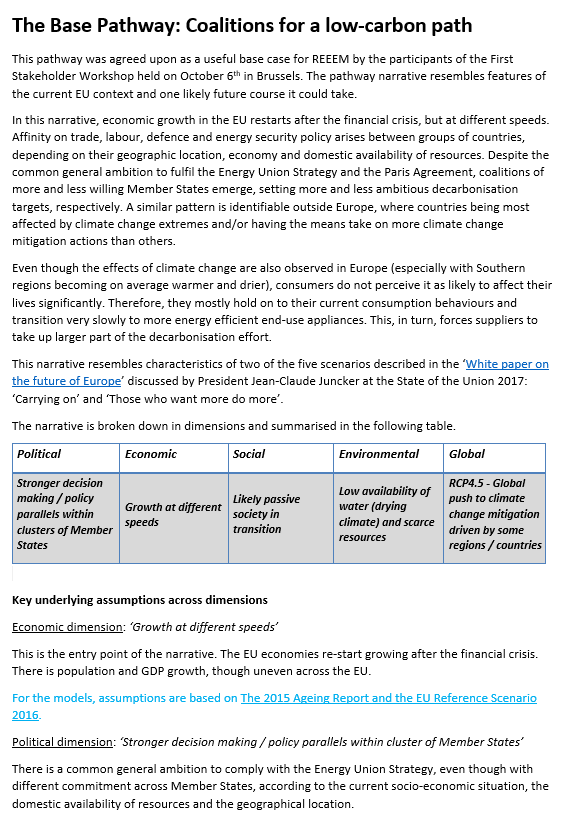 The Base Pathway: Coalitions for a low-carbon path
This pathway was agreed upon as a useful base case for REEEM by the participants of the First
Stakeholder Workshop held on October 6th in Brussels. The pathway narrative resembles features of
the current EU context and one likely future course it could take.
In this narrative, economic growth in the EU restarts after the financial crisis, but at different speeds.
Affinity on trade, labour, defence and energy security policy arises between groups of countries,
depending on their geographic location, economy and domestic availability of resources. Despite the
common general ambition to fulfil the Energy Union Strategy and the Paris Agreement, coalitions of
more and less willing Member States emerge, setting more and less ambitious decarbonisation
targets, respectively. A similar pattern is identifiable outside Europe, where countries being most
affected by climate change extremes and/or having the means take on more climate change
mitigation actions than others.
Even though the effects of climate change are also observed in Europe (especially with Southern
regions becoming on average warmer and drier), consumers do not perceive it as likely to affect their
lives significantly. Therefore, they mostly hold on to their current consumption behaviours and
transition very slowly to more energy efficient end-use appliances. This, in turn, forces suppliers to
take up larger part of the decarbonisation effort.
This narrative resembles characteristics of two of the five scenarios described in the ‘White paper on
the future of Europe’ discussed by President Jean-Claude Juncker at the State of the Union 2017:
‘Carrying on’ and ‘Those who want more do more’.
The narrative is broken down in dimensions and summarised in the following table.
Political Economic Social Environmental Global
Stronger decision
making / policy
parallels within
clusters of Member
States
Growth at different
speeds
Likely passive
society in
transition
Low availability of
water (drying
climate) and scarce
resources
RCP4.5 - Global
push to climate
change mitigation
driven by some
regions / countries
Key underlying assumptions across dimensions
Economic dimension: ‘Growth at different speeds’
This is the entry point of the narrative. The EU economies re-start growing after the financial crisis.
There is population and GDP growth, though uneven across the EU.
For the models, assumptions are based on The 2015 Ageing Report and the EU Reference Scenario
2016.
Political dimension: ‘Stronger decision making / policy parallels within cluster of Member States’
There is a common general ambition to comply with the Energy Union Strategy, even though with
different commitment across Member States, according to the current socio-economic situation, the
domestic availability of resources and the geographical location.